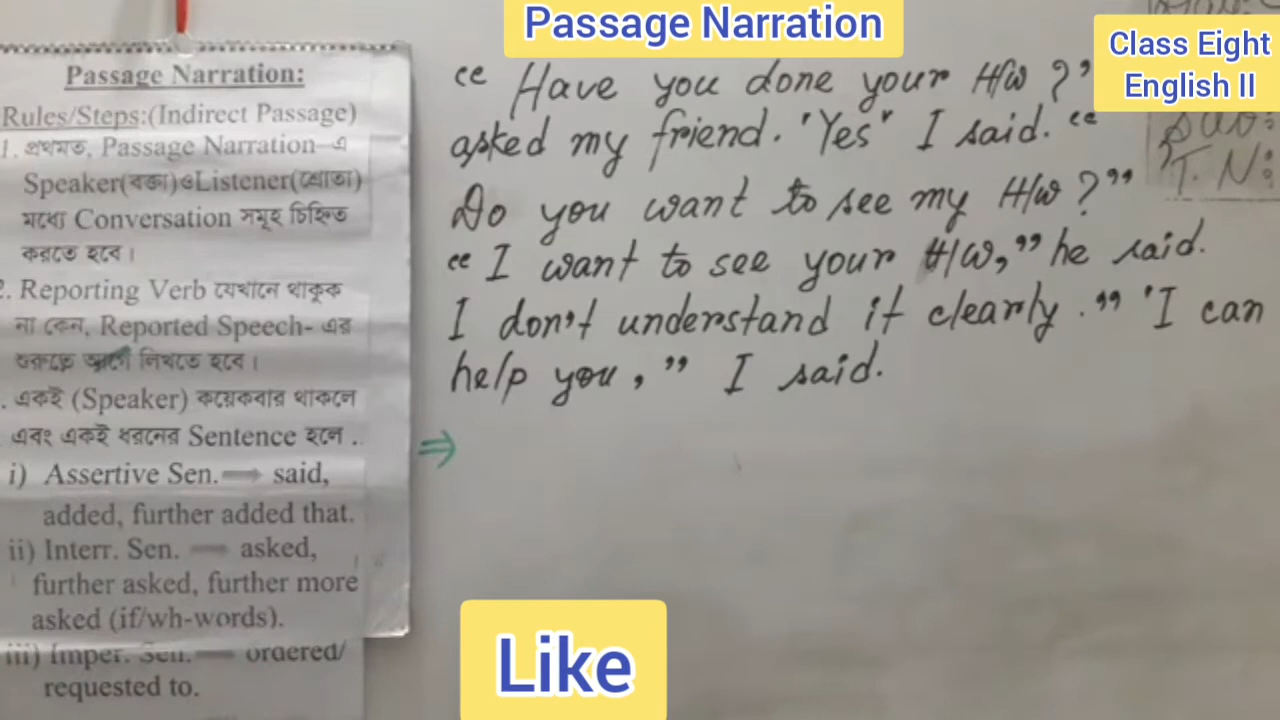 Passage Narration
Class Eight
English II
Passage Narration:
Rules/Steps:(Indirect Passage)
1. প্রথমত, Passage Narration-এ
Speaker(বক্তা)ওListener(শ্রোতা)
মধ্যে Conversation সমূহ চিহ্নিত
করতে হবে।
2. Reporting Verb যেখানে থাকুক
না কেন, Reported Speech- এর
শুরুতে আগে লিখতে হবে।
. একই (Speaker) কয়েকবার থাকলে
এবং একই ধরনের Sentence হলে ..
i) Assertive Sen. → said,
added, further added that.
ii) Interr. Sen. → asked,
further asked, further more
asked (if/wh-words).
iii) Imper. Sen. → ordered/
requested to.
“ Have you done your H/W ?”
asked my friend. "Yes" I said. “
Do you want to see my H/W ?”
“ I want to see your H/W,” he said.
I don't understand it clearly .” 'I can
help you , ” I said.
⇒
T. N:
Like